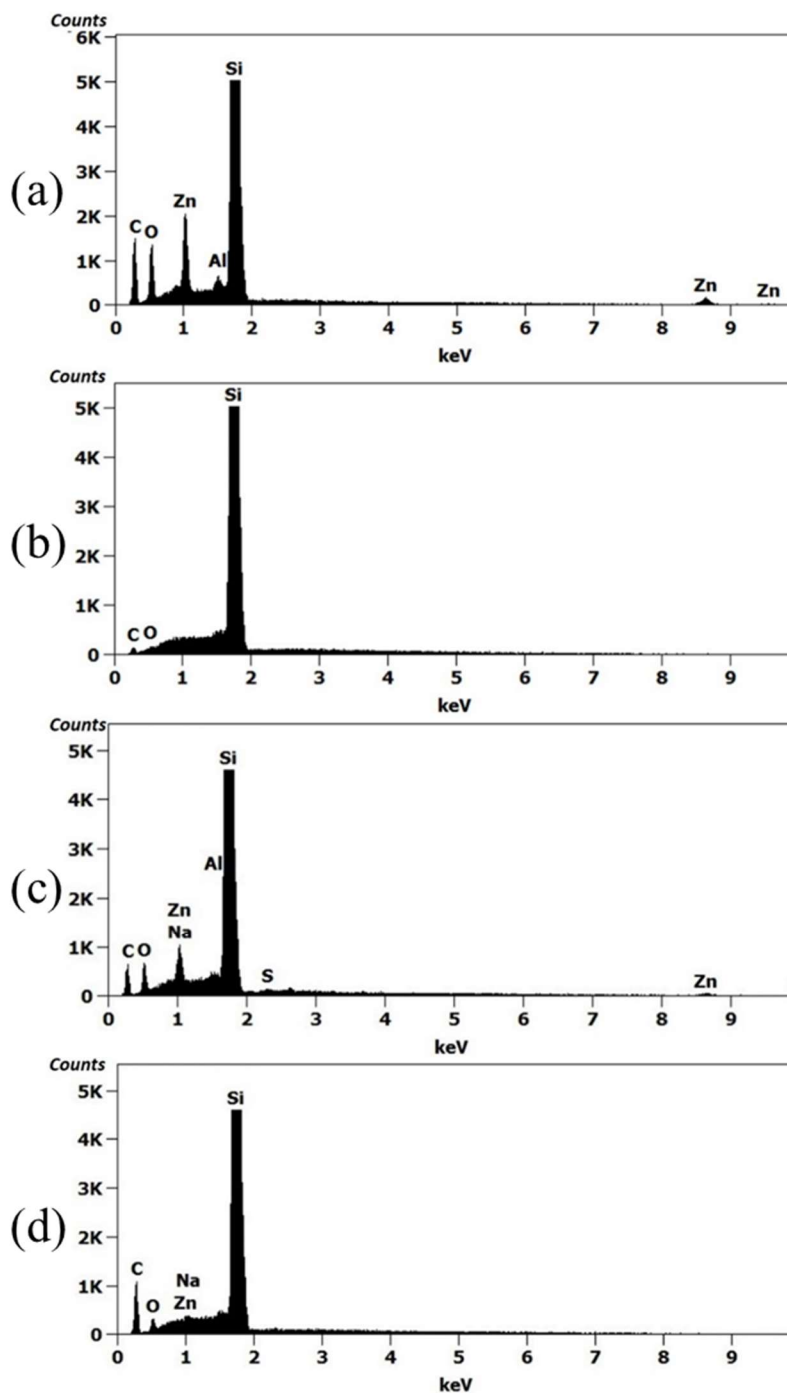 Counts
6K
5K
4K
3K
2K
1K
0
(a)
Si
C O Zn Al Zn Zn
0 1 2 3 4 5 6 7 8 9
keV
Counts
5K
4K
3K
2K
1K
0
(b)
Si
C O
0 1 2 3 4 5 6 7 8 9
keV
Counts
5K
4K
3K
2K
1K
0
(c)
Si
Al
Zn
Na
C O S Zn
0 1 2 3 4 5 6 7 8 9
keV
Counts
5K
4K
3K
2K
1K
0
(d)
Si
C
Na
O Zn
0 1 2 3 4 5 6 7 8 9
keV